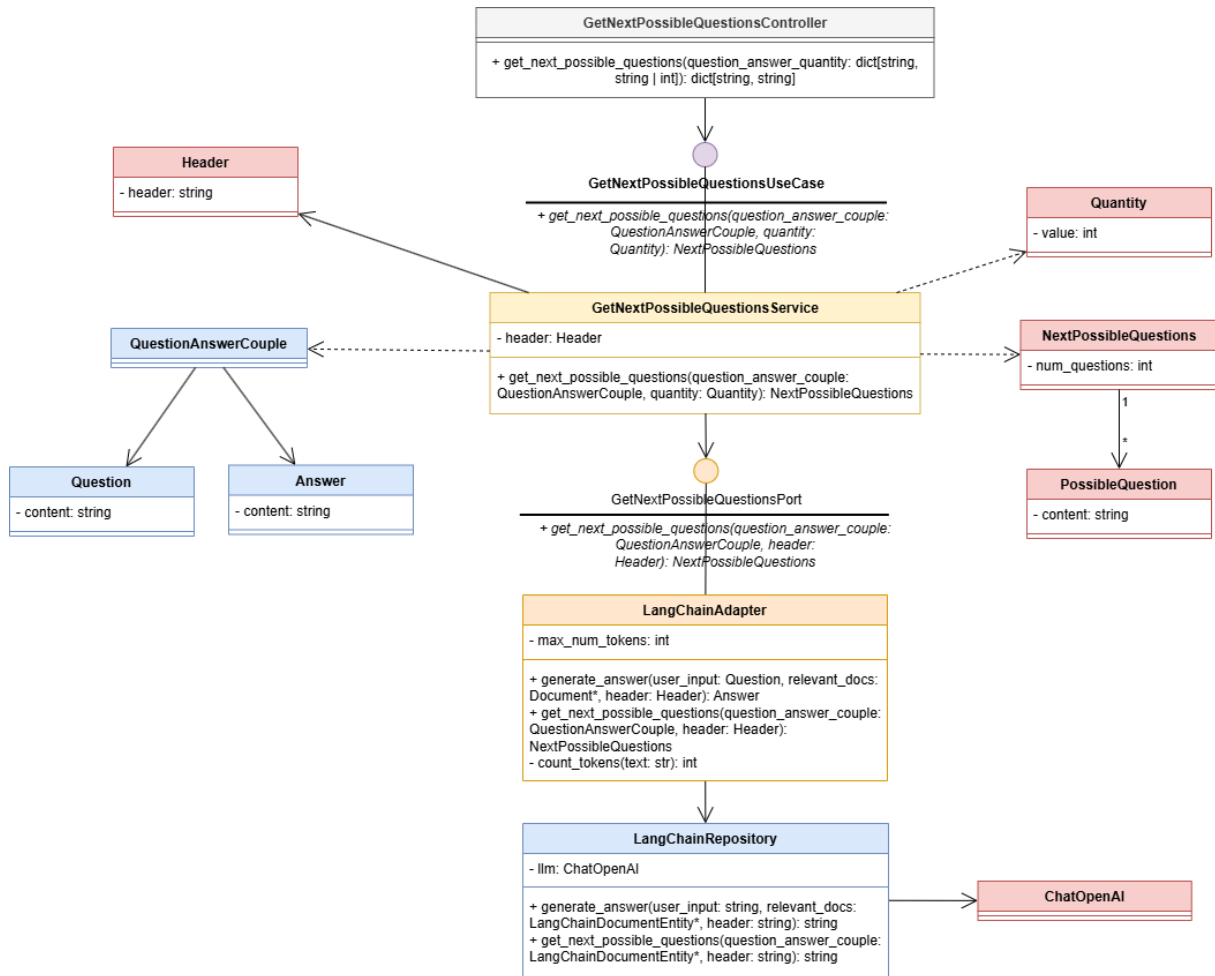 GetNextPossibleQuestionsController
+ get_next_possible_questions(question_answer_quantity: dict[string,
string | int]): dict[string, string]
Header
- header: string
GetNextPossibleQuestionsUseCase
+ get_next_possible_questions(question_answer_couple:
QuestionAnswerCouple, quantity:
Quantity): NextPossibleQuestions
Quantity
- value: int
GetNextPossibleQuestionsService
- header: Header
+ get_next_possible_questions(question_answer_couple:
QuestionAnswerCouple, quantity: Quantity): NextPossibleQuestions
QuestionAnswerCouple
NextPossibleQuestions
- num_questions: int
1
*
Question
- content: string
Answer
- content: string
PossibleQuestion
- content: string
GetNextPossibleQuestionsPort
+ get_next_possible_questions(question_answer_couple:
QuestionAnswerCouple, header:
Header): NextPossibleQuestions
LangChainAdapter
- max_num_tokens: int
+ generate_answer(user_input: Question, relevant_docs:
Document*, header: Header): Answer
+ get_next_possible_questions(question_answer_couple:
QuestionAnswerCouple, header: Header):
NextPossibleQuestions
- count_tokens(text: str): int
LangChainRepository
- llm: ChatOpenAI
+ generate_answer(user_input: string, relevant_docs:
LangChainDocumentEntity*, header: string): string
+ get_next_possible_questions(question_answer_couple:
LangChainDocumentEntity*, header: string): string
ChatOpenAI